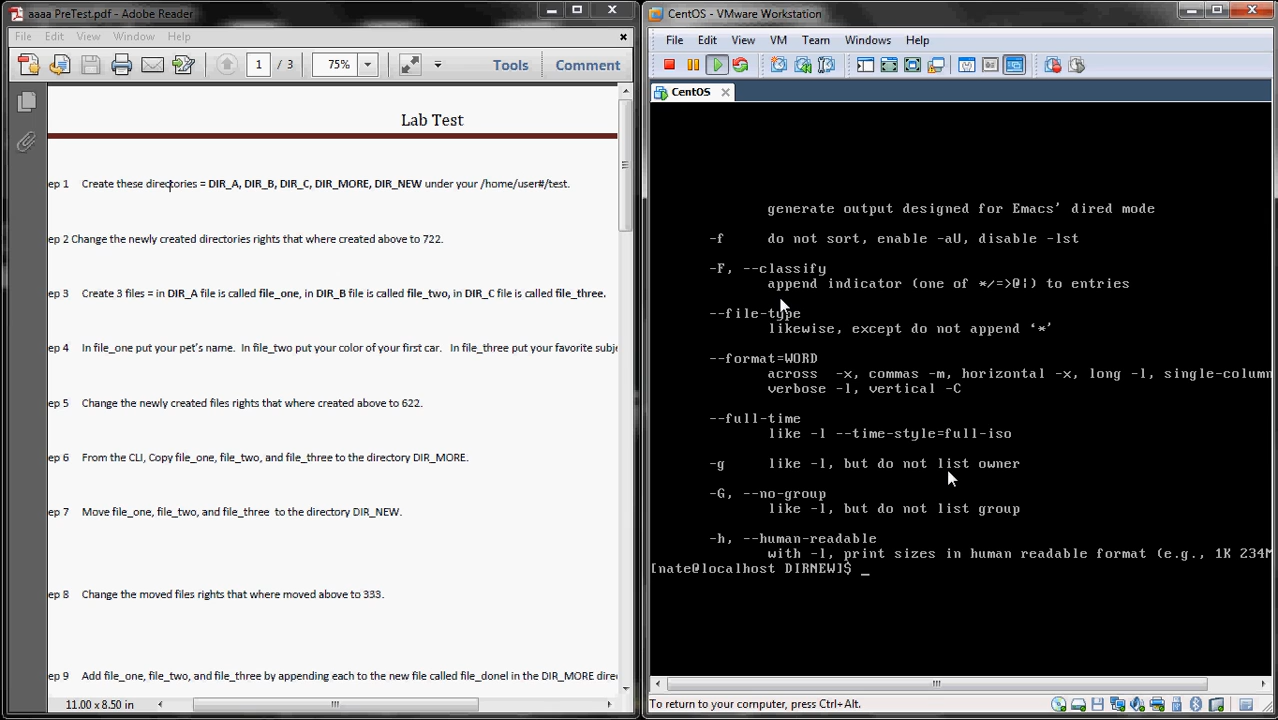 aaaa PreTest.pdf - Adobe Reader
File Edit View Window Help
1 / 3 75% Tools Comment
Lab Test
ep 1 Create these directories = DIR_A, DIR_B, DIR_C, DIR_MORE, DIR_NEW under your /home/user#/test.
ep 2 Change the newly created directories rights that where created above to 722.
ep 3 Create 3 files = in DIR_A file is called file_one, in DIR_B file is called file_two, in DIR_C file is called file_three.
ep 4 In file_one put your pet's name. In file_two put your color of your first car. In file_three put your favorite subje
ep 5 Change the newly created files rights that where created above to 622.
ep 6 From the CLI, Copy file_one, file_two, and file_three to the directory DIR_MORE.
ep 7 Move file_one, file_two, and file_three to the directory DIR_NEW.
ep 8 Change the moved files rights that where moved above to 333.
ep 9 Add file_one, file_two, and file_three by appending each to the new file called file_doneI in the DIR_MORE dire
11.00 x 8.50 in
CentOS - VMware Workstation
File Edit View VM Team Windows Help
CentOS
generate output designed for Emacs' dired mode
-f do not sort, enable -aU, disable -lst
-F, --classify
append indicator (one of */=>@|) to entries
--file-type
likewise, except do not append ‘*’
--format=WORD
across -x, commas -m, horizontal -x, long -l, single-column
verbose -l, vertical -C
--full-time
like -l --time-style=full-iso
-g like -l, but do not list owner
-G, --no-group
like -l, but do not list group
-h, --human-readable
with -l, print sizes in human readable format (e.g., 1K 234M
[nate@localhost DIRNEW]$ _
To return to your computer, press Ctrl+Alt.